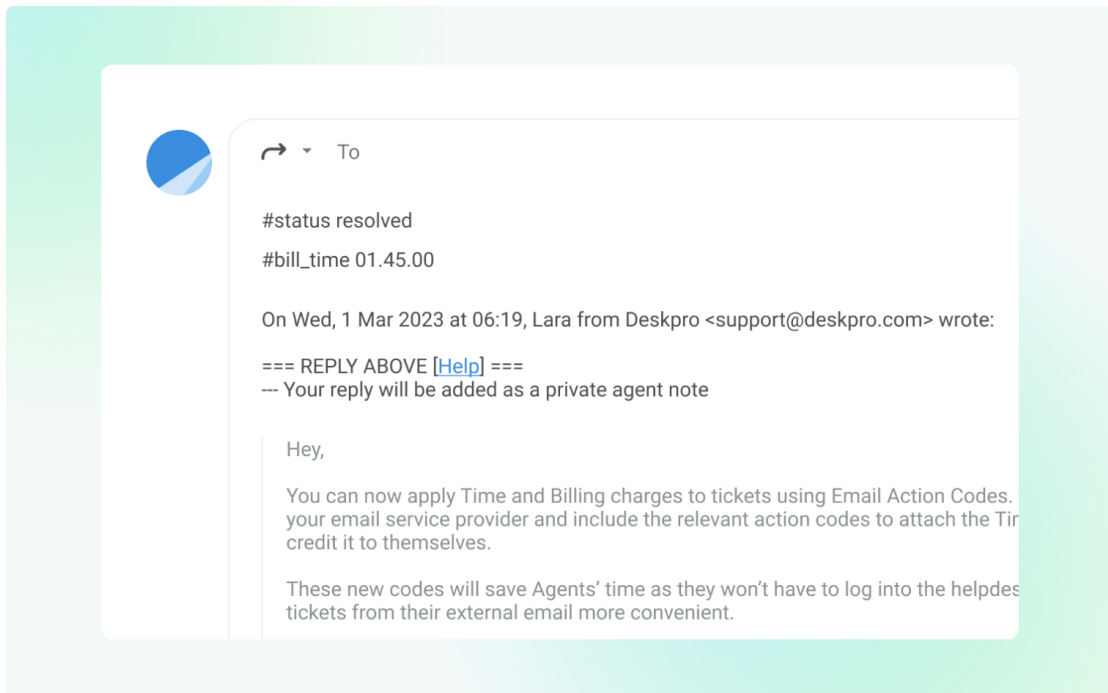 To
#status resolved
#bill_time 01.45.00
On Wed, 1 Mar 2023 at 06:19, Lara from Deskpro <support@deskpro.com> wrote:
=== REPLY ABOVE [Help] ===
--- Your reply will be added as a private agent note
Hey,
You can now apply Time and Billing charges to tickets using Email Action Codes.
your email service provider and include the relevant action codes to attach the
credit it to themselves.
These new codes will save Agents’ time as they won’t have to log into the
tickets from their external email more convenient.